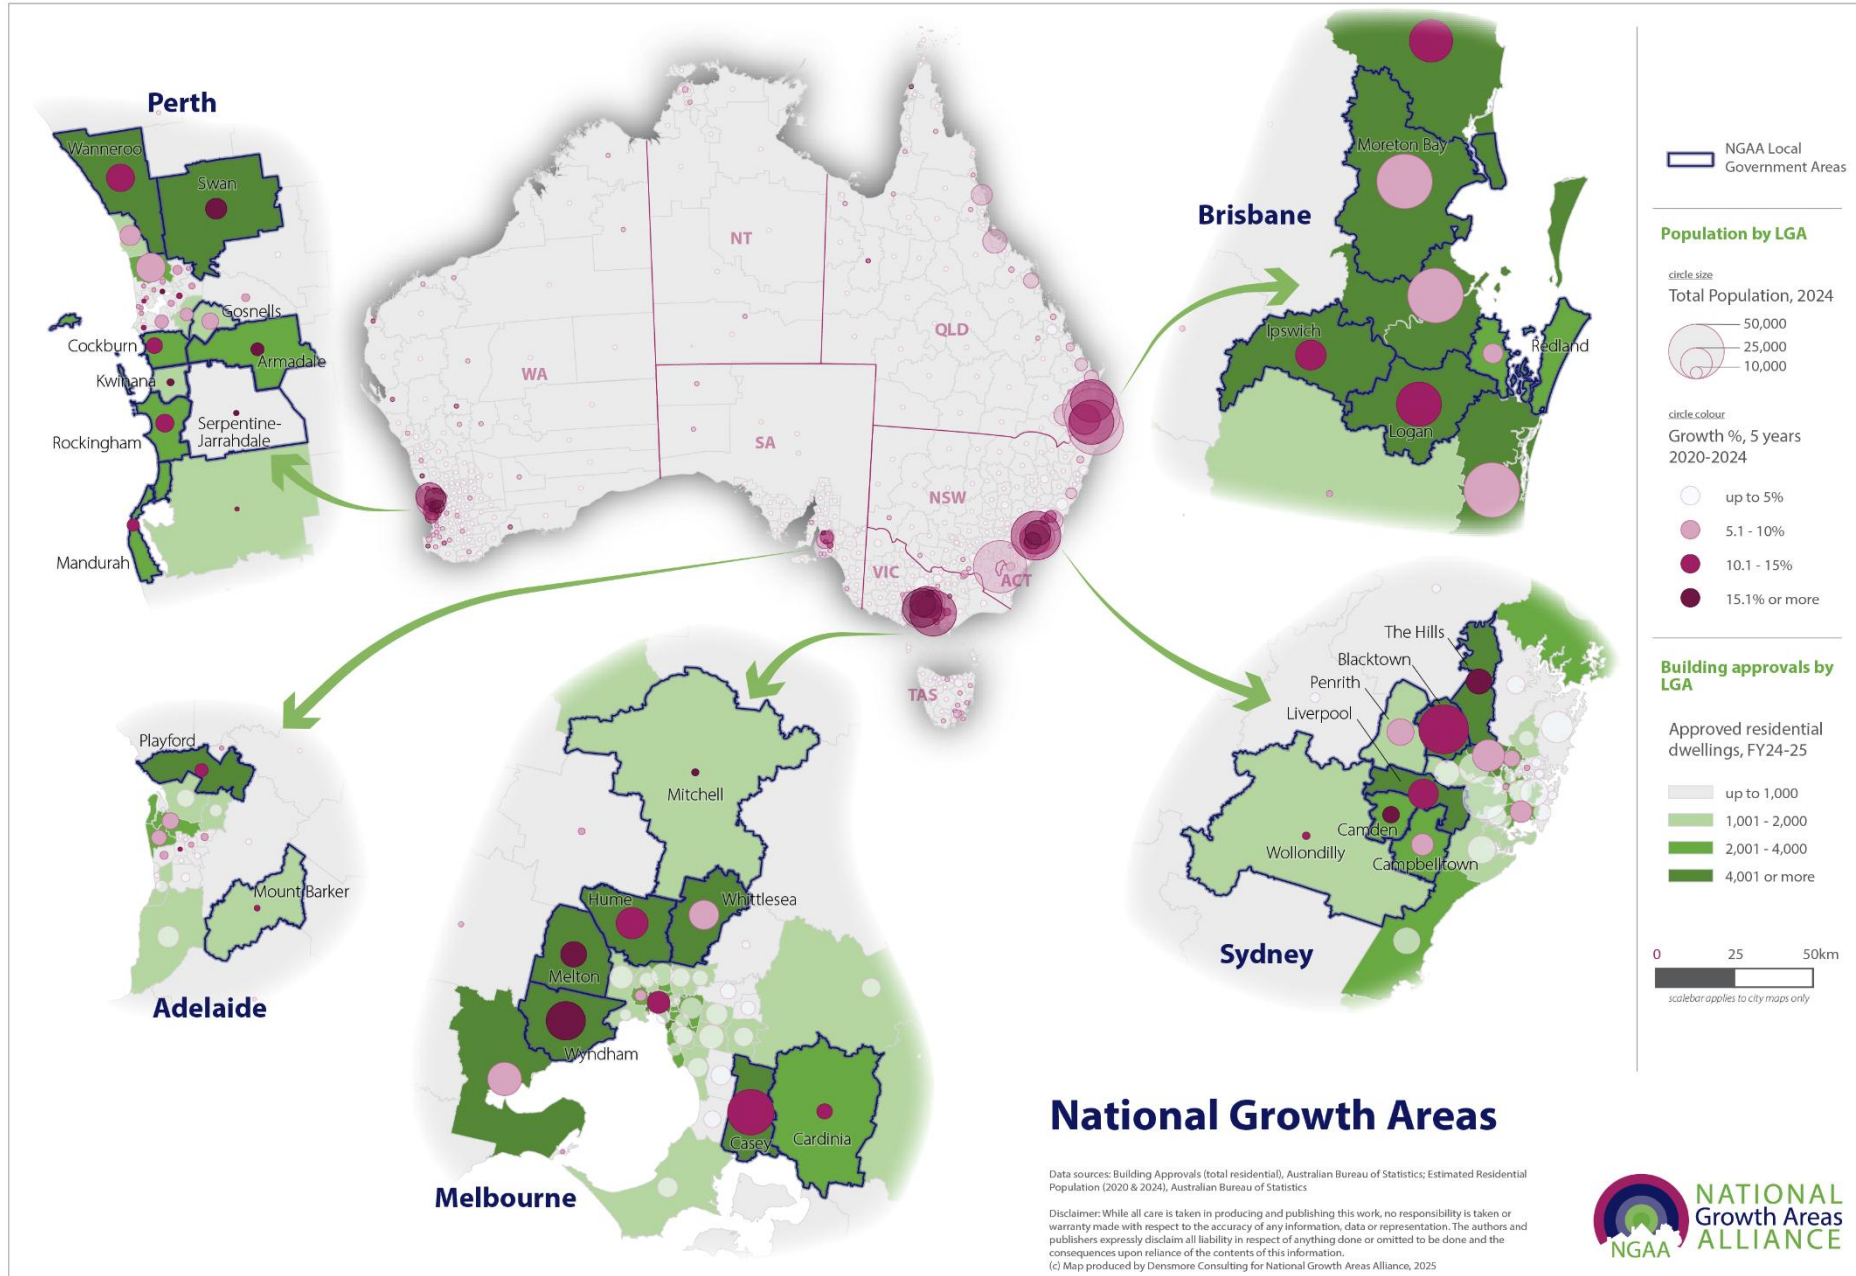 Perth
Wanneroo
Swan
Gosnells
Cockburn
Armadale
Kwinana
Serpentine-
Jarrahdale
Rockingham
Mandurah
NT
QLD
WA
SA
NSW
VIC
ACT
TAS
Brisbane
Moreton Bay
Ipswich
Redland
Logan
Playford
Mount Barker
Adelaide
Mitchell
Hume
Whittlesea
Melton
Wyndham
Casey
Cardinia
Melbourne
The Hills
Blacktown
Penrith
Liverpool
Camden
Wollondilly
Campbelltown
Sydney
NGAA Local
Government Areas
Population by LGA
circle size
Total Population, 2024
50,000
25,000
10,000
circle colour
Growth %, 5 years
2020-2024
up to 5%
5.1 - 10%
10.1 - 15%
15.1% or more
Building approvals by
LGA
Approved residential
dwellings, FY24-25
up to 1,000
1,001 - 2,000
2,001 - 4,000
4,001 or more
0 25 50km
scalebar applies to city maps only
National Growth Areas
Data sources: Building Approvals (total residential), Australian Bureau of Statistics; Estimated Residential
Population (2020 & 2024), Australian Bureau of Statistics
Disclaimer: While all care is taken in producing and publishing this work, no responsibility is taken or
warranty made with respect to the accuracy of any information, data or representation. The authors and
publishers expressly disclaim all liability in respect of anything done or omitted to be done and the
consequences upon reliance of the contents of this information.
(c) Map produced by Densmore Consulting for National Growth Areas Alliance, 2025
NGAA
NATIONAL
Growth Areas
ALLIANCE